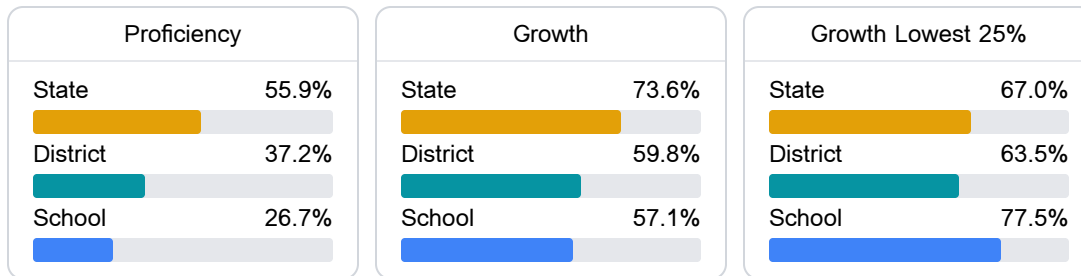 Proficiency
State 55.9%
District 37.2%
School 26.7%
Growth
State 73.6%
District 59.8%
School 57.1%
Growth Lowest 25%
State 67.0%
District 63.5%
School 77.5%